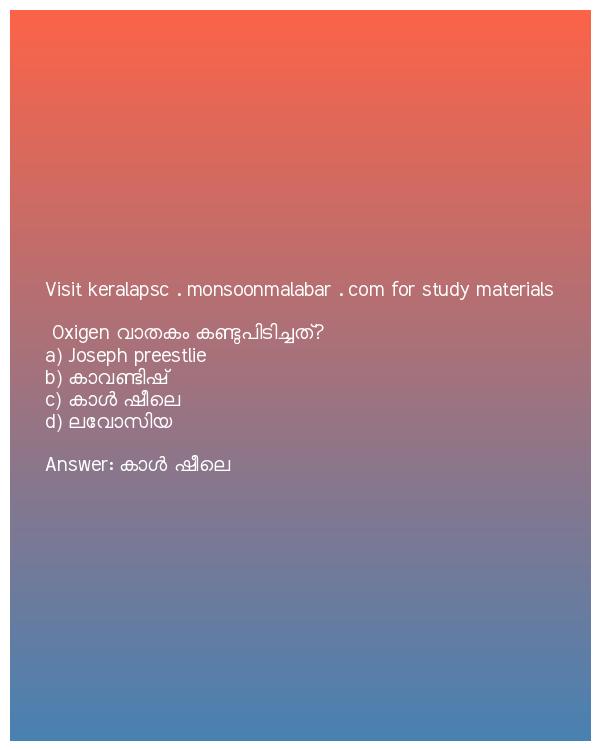 Visit keralapsc . monsoonmalabar . com for study materials
Oxigen വാതകം കണ്ടുപിടിച്ചത്?
a) Joseph preestlie
b) കാവണ്ടിഷ്
c) കാൾ ഷീലെ
d) ലവോസിയ
Answer: കാൾ ഷീലെ